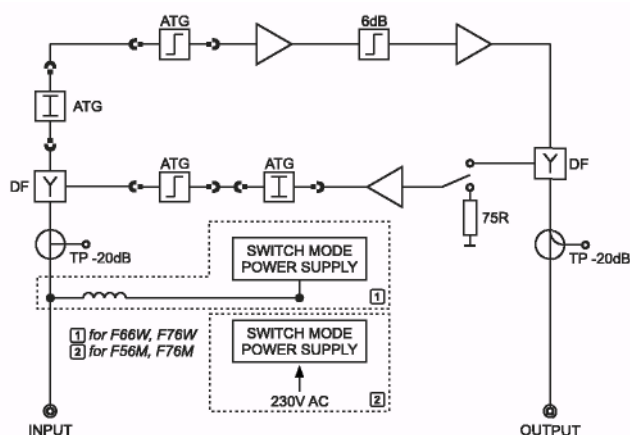 ATG
6dB
ATG
DF
ATG
ATG
DF
75R
TP -20dB
TP -20dB
SWITCH MODE
POWER SUPPLY
1
1 for F66W, F76W
2 for F56M, F76M
SWITCH MODE
POWER SUPPLY
230V AC
2
INPUT
OUTPUT